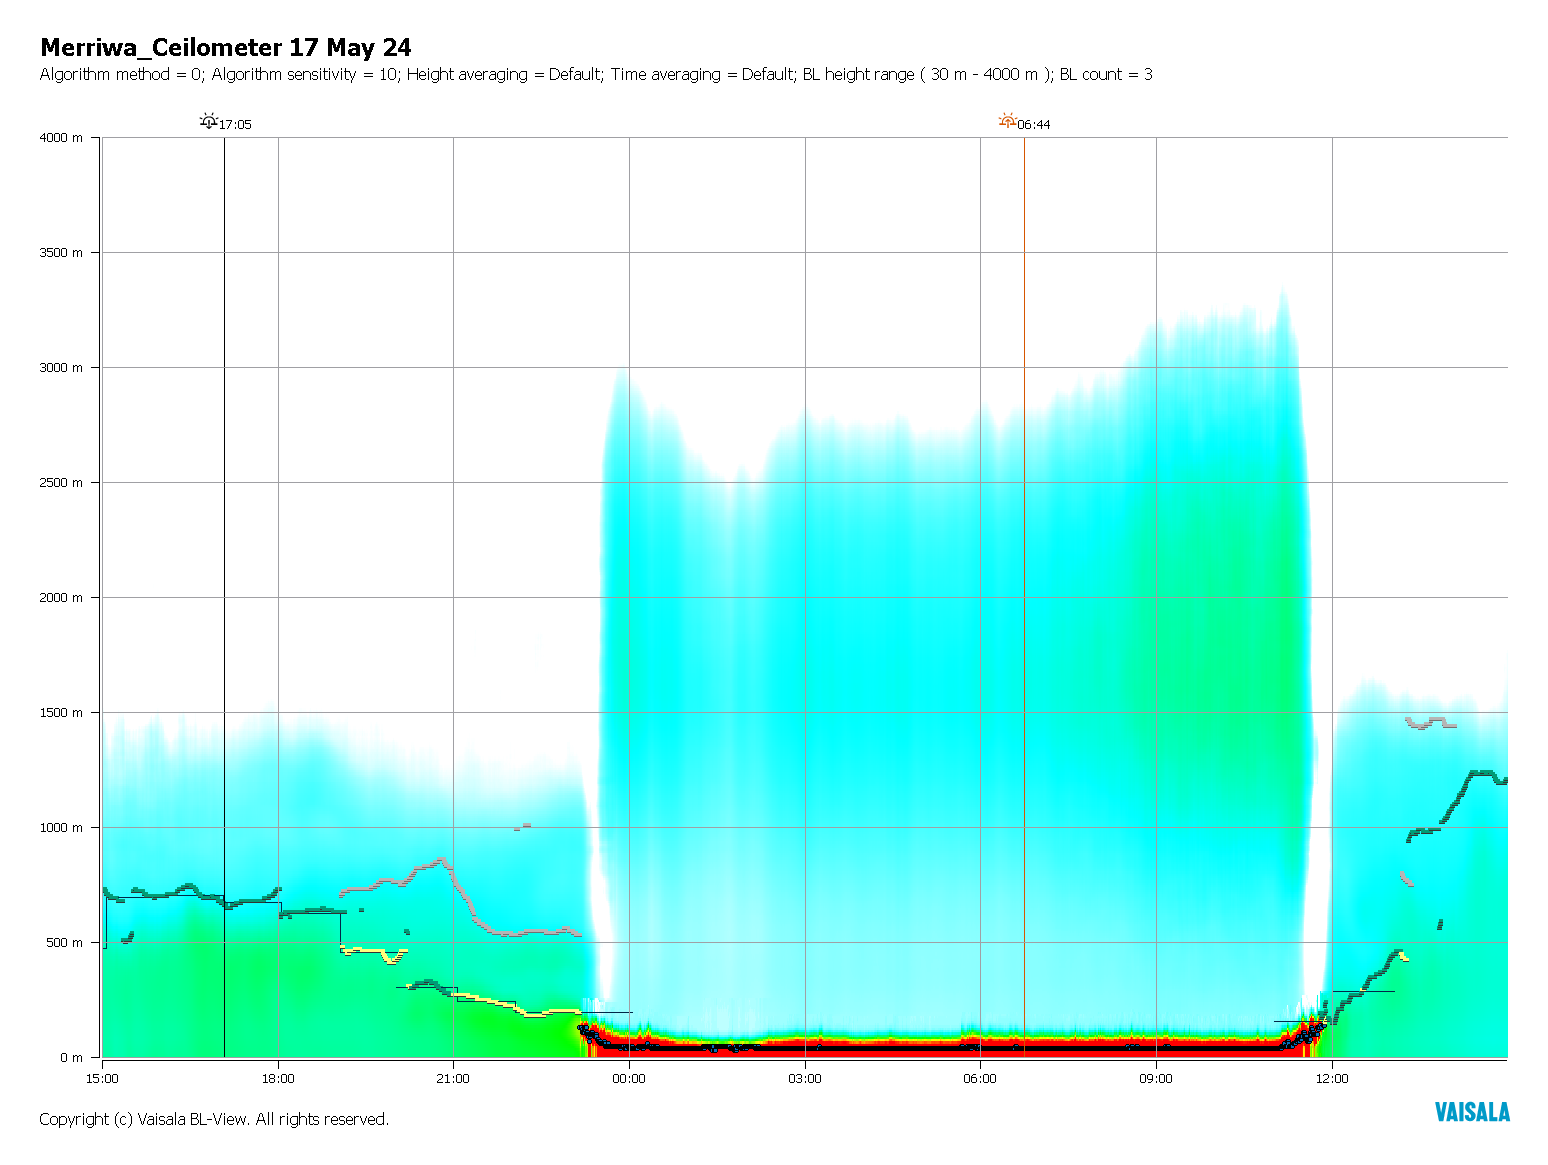 Merriwa_Ceilometer 17 May 24
Algorithm method = 0; Algorithm sensitivity = 10; Height averaging = Default; Time averaging = Default; BL height range ( 30 m - 4000 m ); BL count = 3
17:05
06:44
4000 m
3500 m
3000 m
2500 m
2000 m
1500 m
1000 m
500 m
0 m
15:00 18:00 21:00 00:00 03:00 06:00 09:00 12:00
Copyright (c) Vaisala BL-View. All rights reserved.
VAISALA